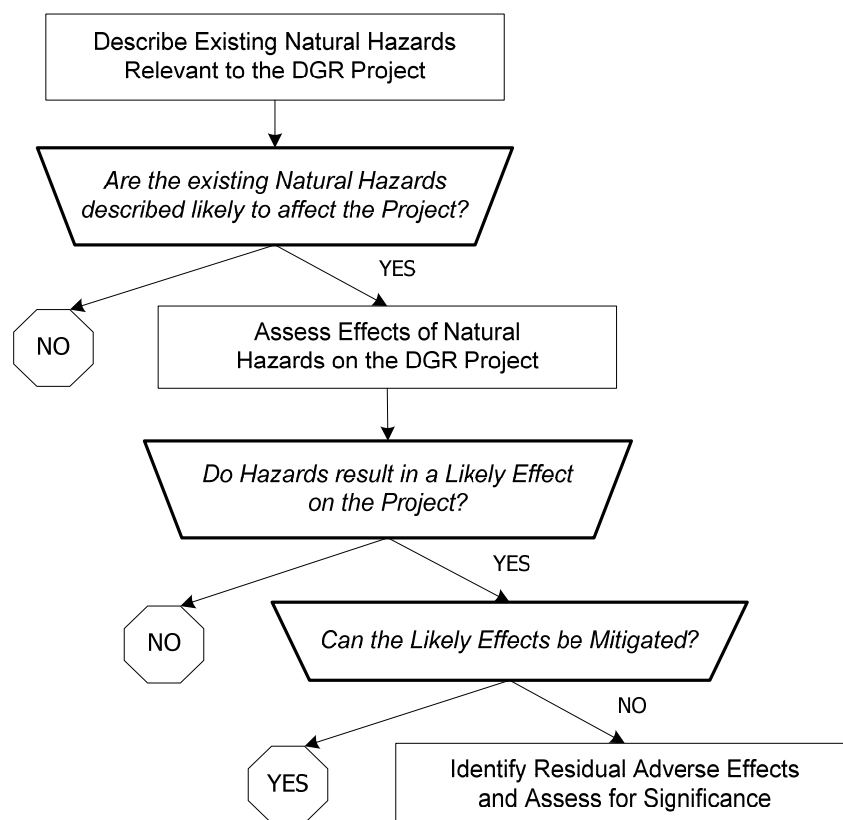 Describe Existing Natural Hazards
Relevant to the DGR Project
Are the existing Natural Hazards
described likely to affect the Project?
YES
NO
Assess Effects of Natural
Hazards on the DGR Project
Do Hazards result in a Likely Effect
on the Project?
YES
NO
Can the Likely Effects be Mitigated?
NO
YES
Identify Residual Adverse Effects
and Assess for Significance